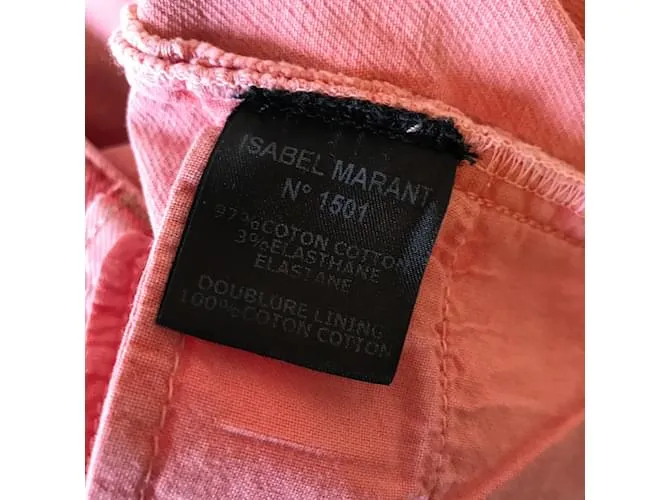 ISABEL MARANT
N° 1501
97%COTON COTTON
3%ELASTHANE
ELASTANE
DOUBLURE LINING
100%COTON COTTON